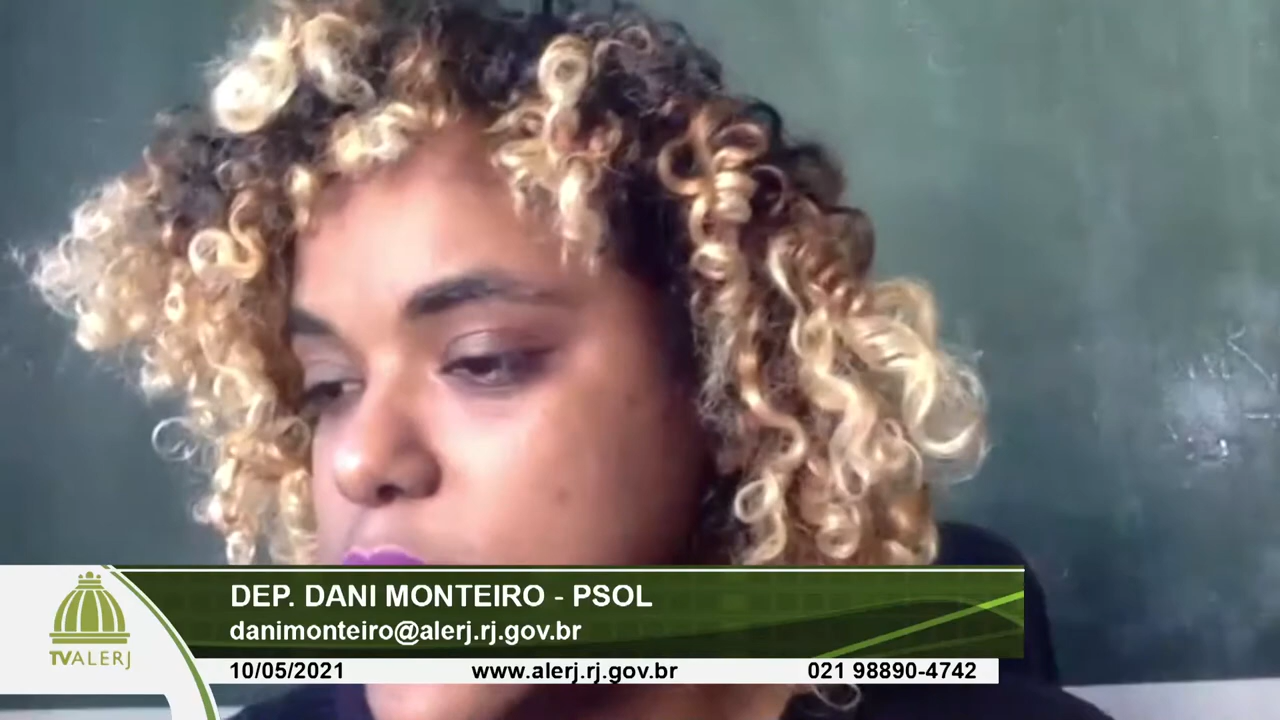 DEP. DANI MONTEIRO - PSOL
danimonteiro@alerj.rj.gov.br
TVALERJ
10/05/2021 www.alerj.rj.gov.br 021 98890-4742